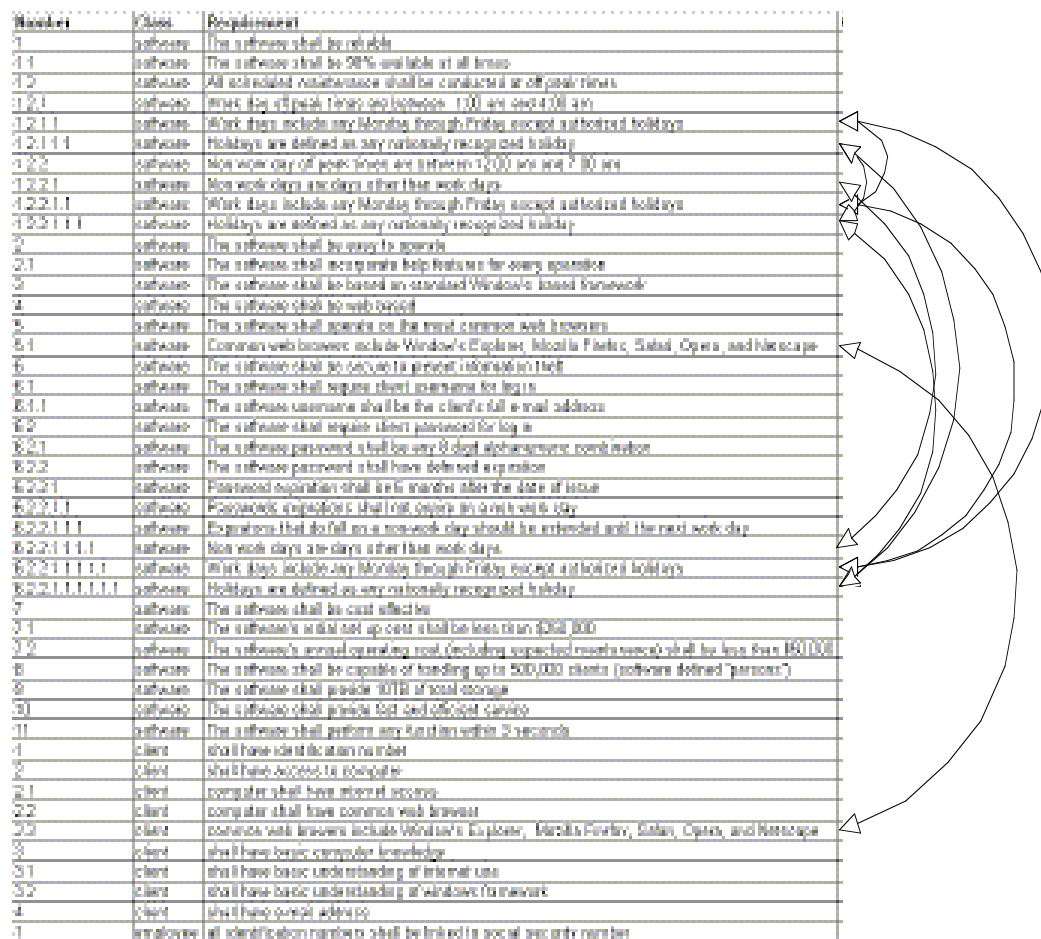 Number Class Requirement
1 software The software shall be reliable
1.1 software The software shall be 98% available at all times
1.2 software All scheduled maintenance shall be conducted at off peak times
1.2.1 software Work day off peak times are between 1:00 am and 4:00 am
1.2.1.1 software Work days include any Monday through Friday except authorized holidays
1.2.1.1.1 software Holidays are defined as any nationally recognized holiday
1.2.2 software Non work day off peak times are between 12:00 am and 7:00 am
1.2.2.1 software Non work days are days other than work days
1.2.2.1.1 software Work days include any Monday through Friday except authorized holidays
1.2.2.1.1.1 software Holidays are defined as any nationally recognized holiday
2 software The software shall be easy to operate
2.1 software The software shall incorporate help features for every operation
3 software The software shall be based on standard Window's based framework
4 software The software shall be web based
5 software The software shall operate on the most common web browsers
5.1 software Common web browers include Window's Explorer, Mozilla Firefox, Safari, Opera, and Netscape
6 software The software shall be secure to prevent information theft
6.1 software The software shall require client username for log in
6.1.1 software The software username shall be the client's full e-mail address
6.2 software The software shall require client password for log in
6.2.1 software The software password shall be any 8 digit alphanumeric combination
6.2.2 software The software password shall have defined expiration
6.2.2.1 software Password expiration shall be 6 months after the date of issue
6.2.2.1.1 software Passwords expirations shall not expire on a non work day
6.2.2.1.1.1 software Expirations that do fall on a non-work day should be extended until the next work day
6.2.2.1.1.1.1 software Non work days are days other than work days
6.2.2.1.1.1.1.1 software Work days include any Monday through Friday except authorized holidays
6.2.2.1.1.1.1.1.1 software Holidays are defined as any nationally recognized holiday
7 software The software shall be cost effective
7.1 software The software's initial set up cost shall be less than $250,000
7.2 software The software's annual operating cost (including expected maintenance) shall be less than $60,000
8 software The software shall be capable of handling up to 500,000 clients (software defined "persons")
9 software The software shall provide 10TB of total storage
10 software The software shall provide fast and efficient service
11 software The software shall perform any function within 3 seconds
1 client shall have identification number
2 client shall have access to computer
2.1 client computer shall have internet access
2.2 client computer shall have common web browser
2.3 client common web browers include Window's Explorer, Mozilla Firefox, Safari, Opera, and Netscape
3 client shall have basic computer knowledge
3.1 client shall have basic understanding of internet use
3.2 client shall have basic understanding of windows framework
4 client shall have e-mail address
1 employee all identification numbers shall be linked to social security number